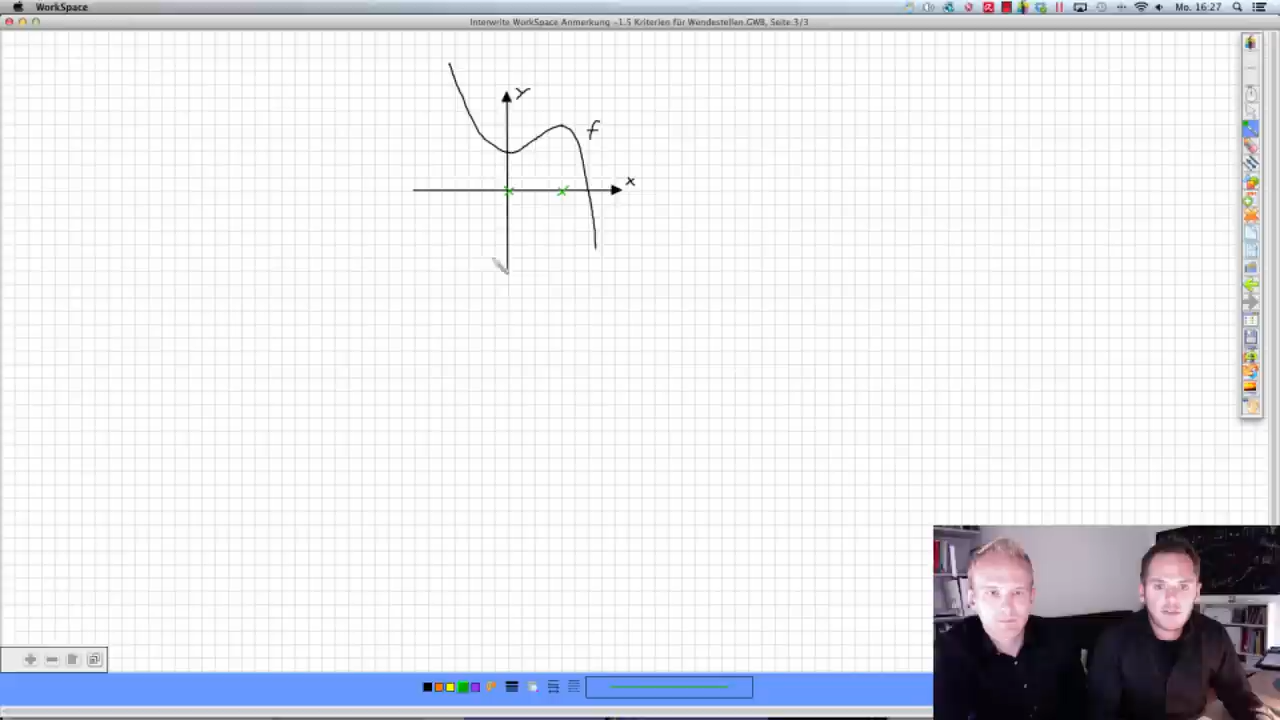 WorkSpace
Mo. 16:27
Interwrite WorkSpace Anmerkung -1.5 Kriterien für Wendestellen.GWB, Seite:3/3
y
f
x